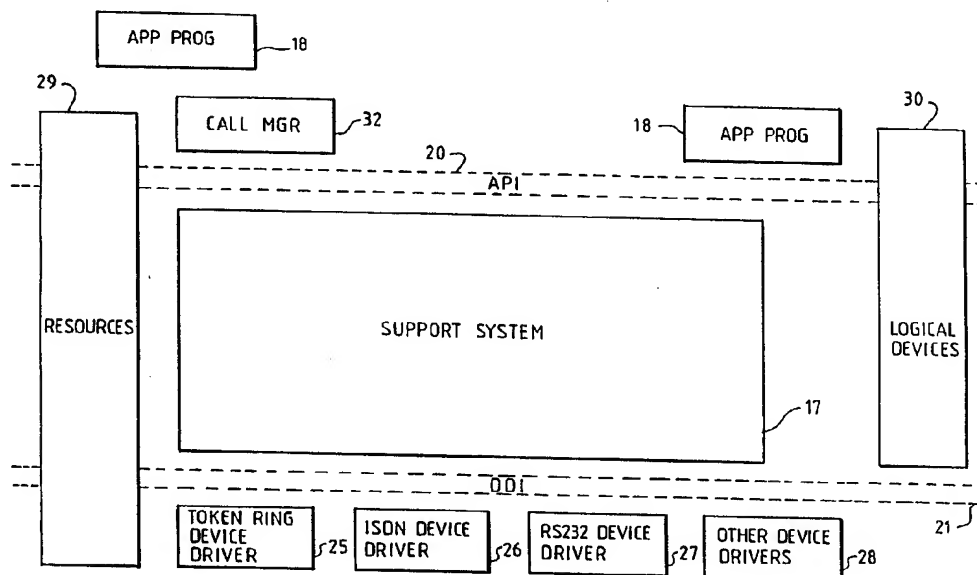 APP PROG
18
29
CALL MGR
32
18
APP PROG
30
20
API
RESOURCES
SUPPORT SYSTEM
LOGICAL
DEVICES
17
DDI
21
TOKEN RING
DEVICE
DRIVER
25
ISDN DEVICE
DRIVER
26
RS232 DEVICE
DRIVER
27
OTHER DEVICE
DRIVERS
28